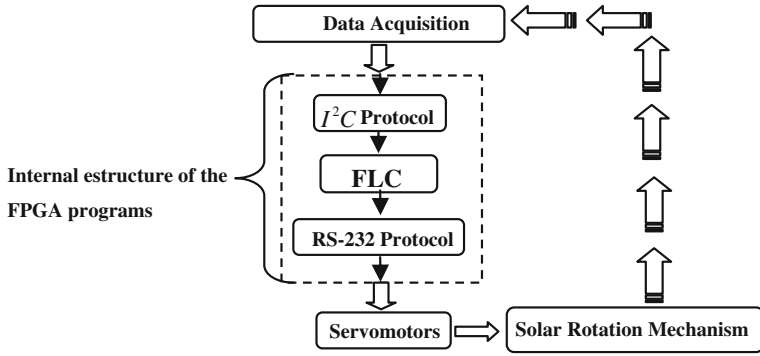 Data Acquisition
I²C Protocol
FLC
Internal estructure of the
FPGA programs
RS-232 Protocol
Servomotors
Solar Rotation Mechanism